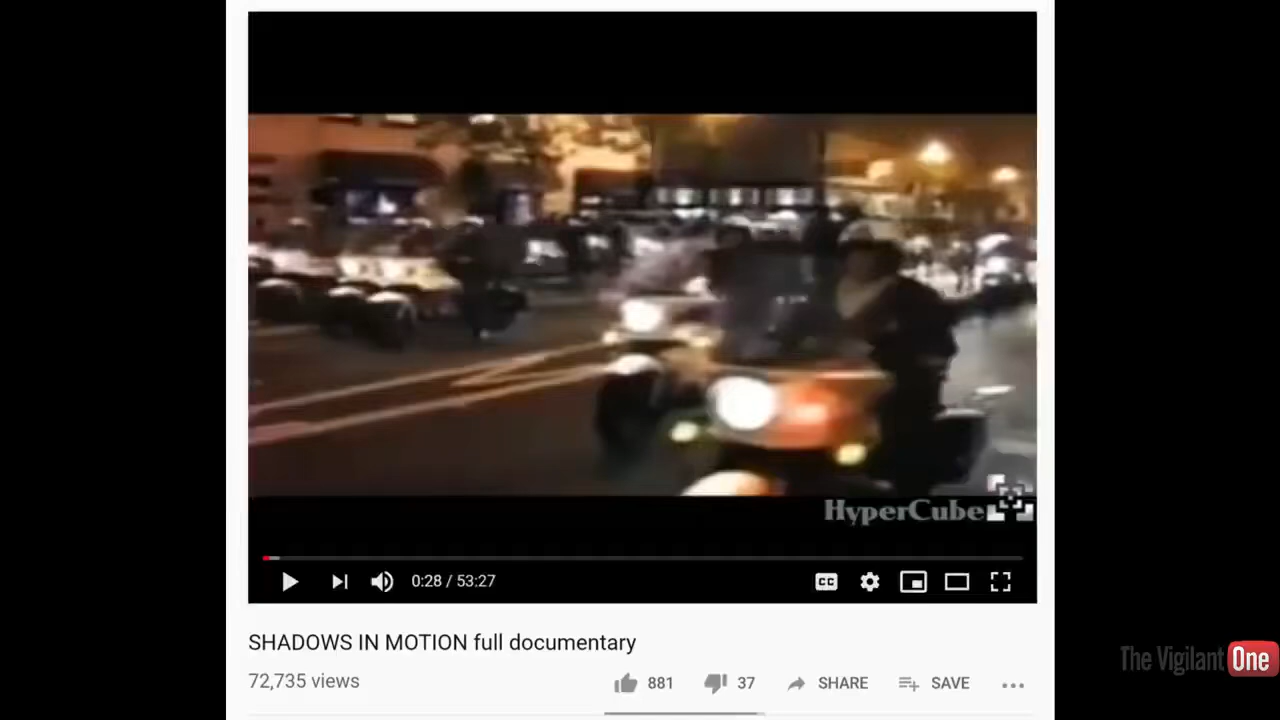 HyperCube
0:28 / 53:27
CC
SHADOWS IN MOTION full documentary
72,735 views
881
37
SHARE
SAVE
The Vigilant One